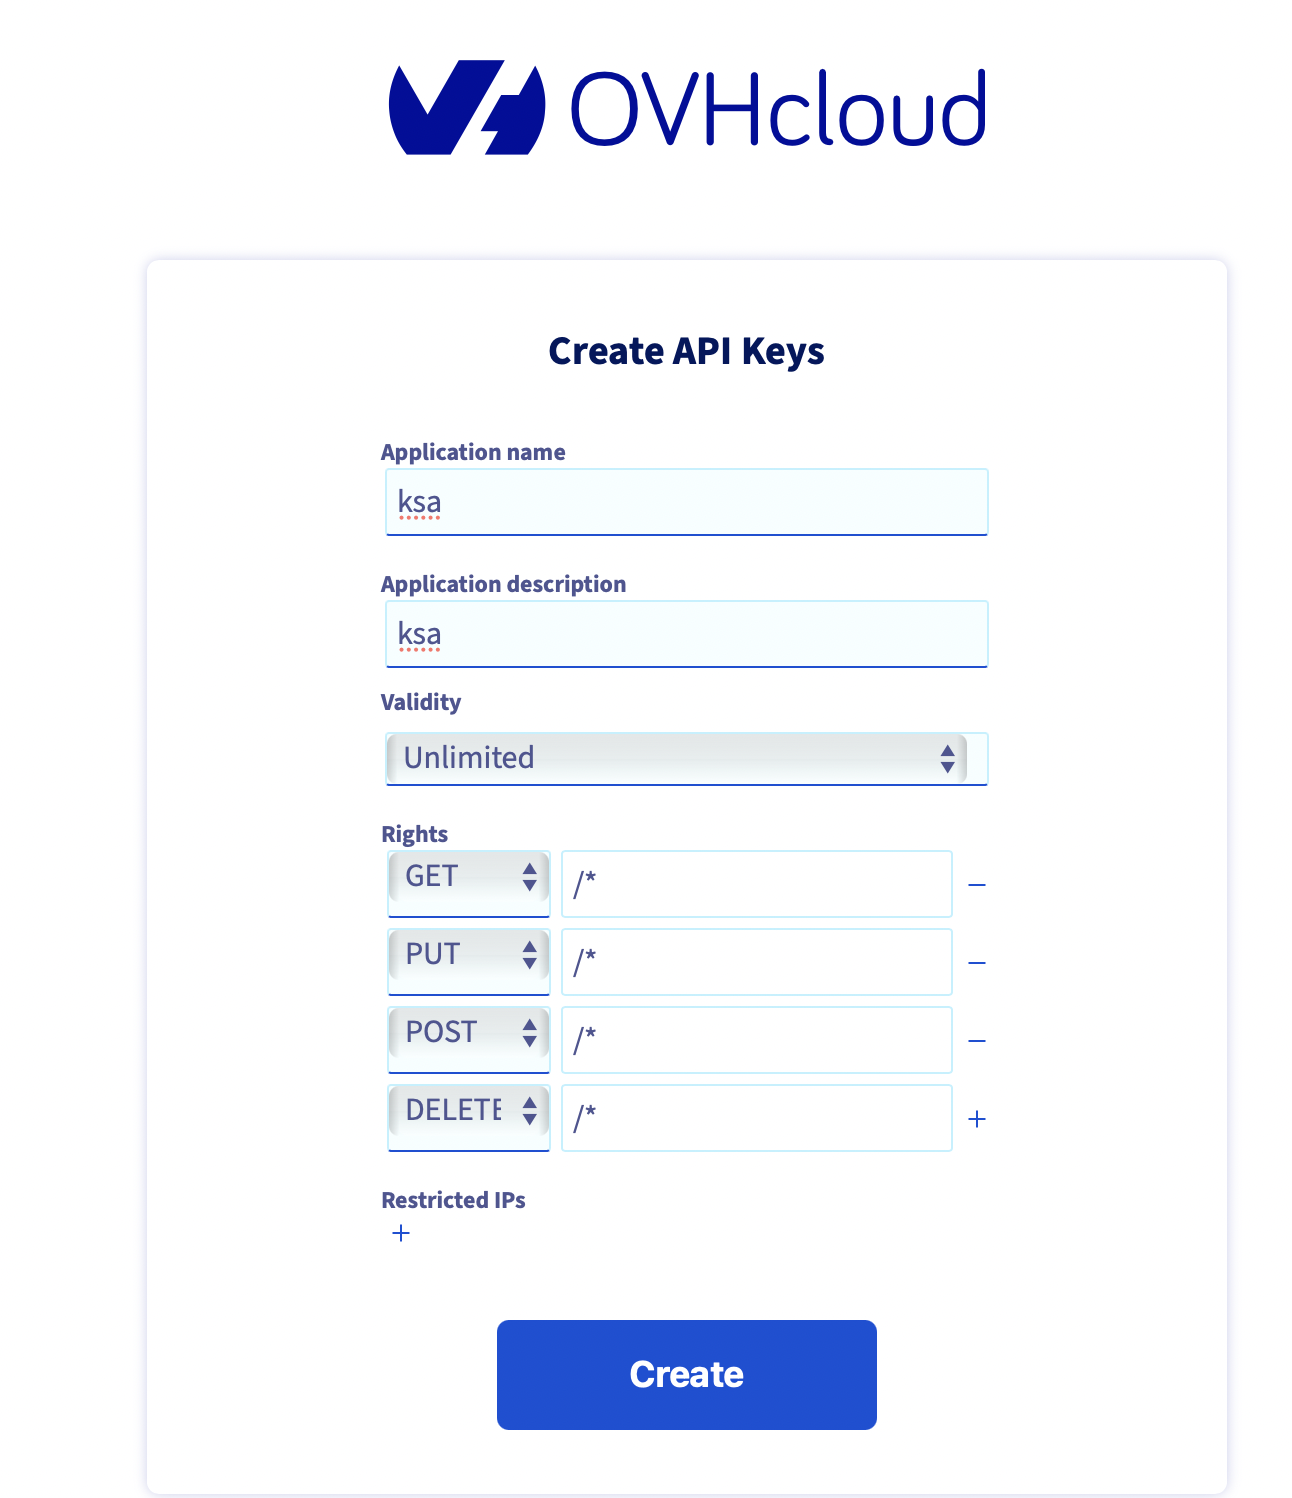 OVHcloud
Create API Keys
Application name
ksa
Application description
ksa
Validity
Unlimited
Rights
GET /* −
PUT /* −
POST /* −
DELETE /* +
Restricted IPs
+
Create